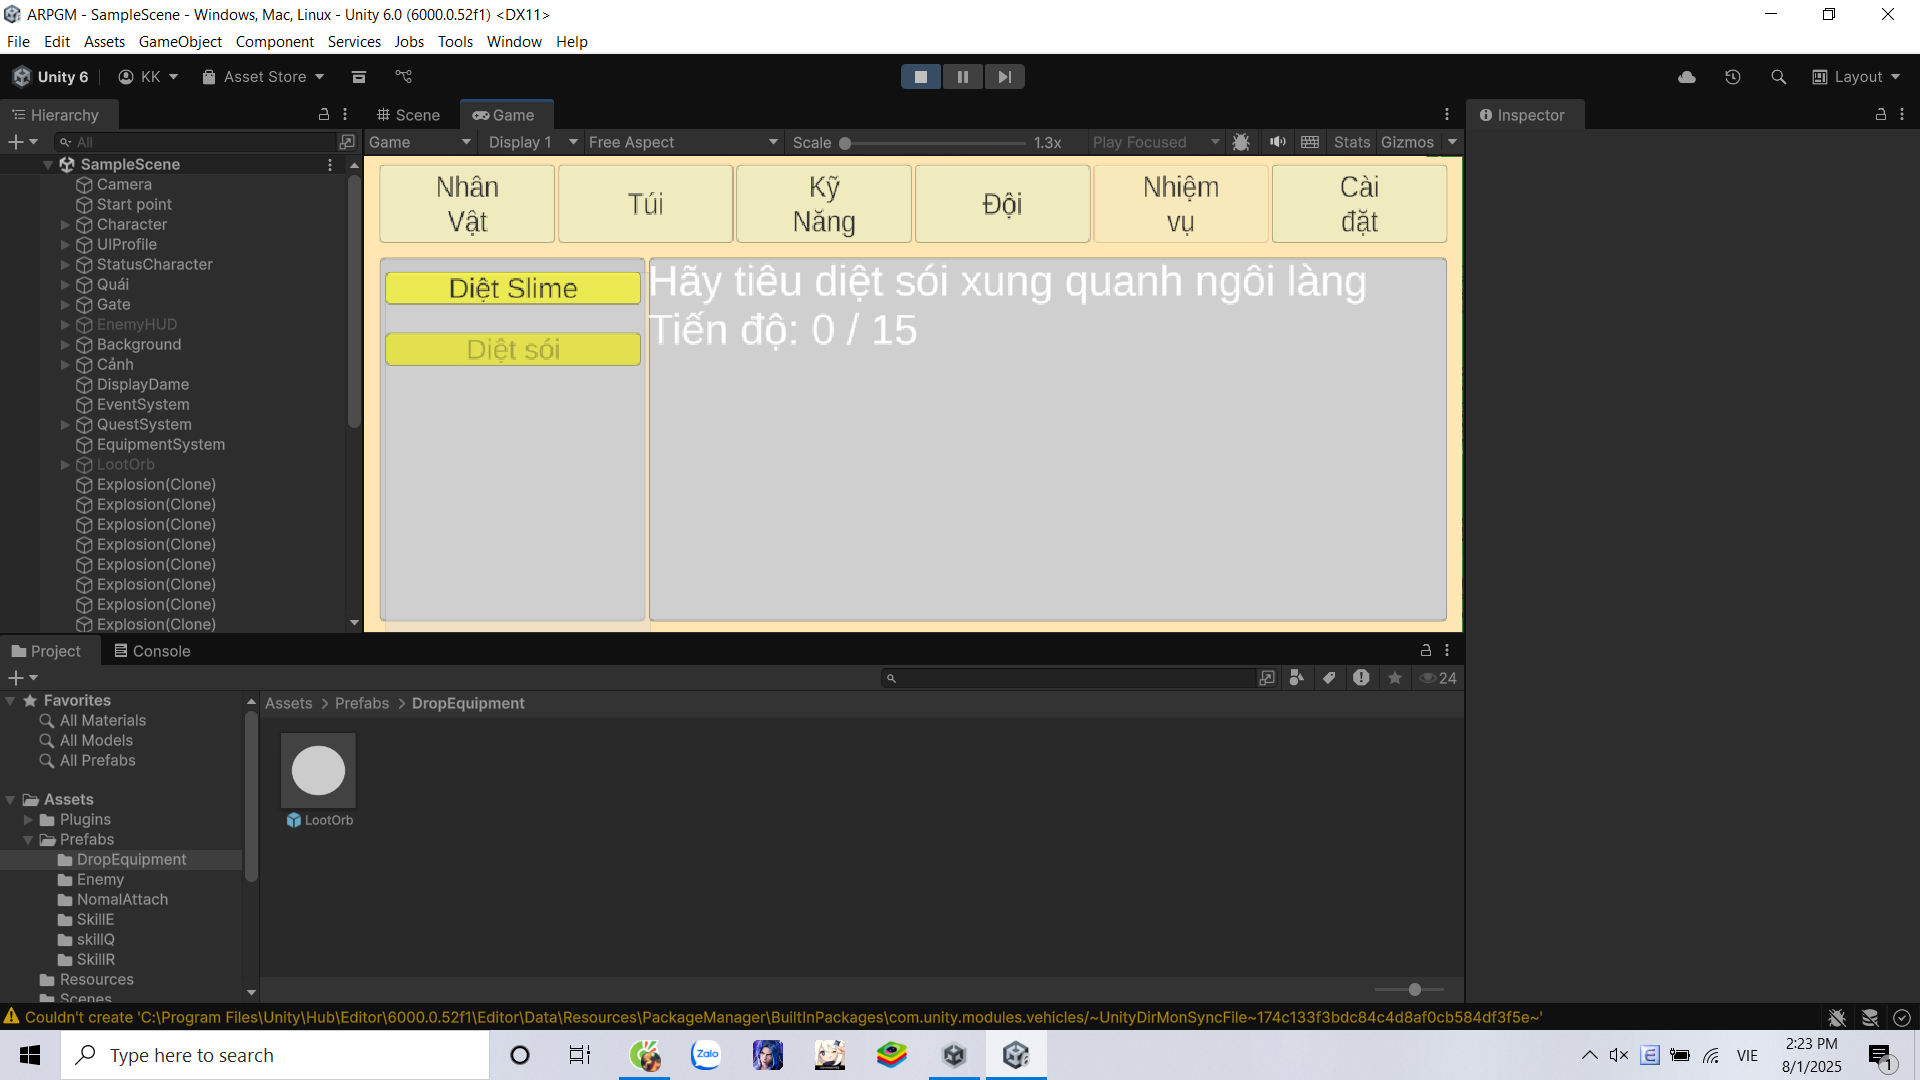 ARPGM - SampleScene - Windows, Mac, Linux - Unity 6.0 (6000.0.52f1) <DX11>
File Edit Assets GameObject Component Services Jobs Tools Window Help
Unity 6 KK Asset Store Layout
Hierarchy
Scene Game
Inspector
All
Game Display 1 Free Aspect Scale 1.3x Play Focused Stats Gizmos
SampleScene
Camera
Start point
Character
UIProfile
StatusCharacter
Quái
Gate
EnemyHUD
Background
Cảnh
DisplayDame
EventSystem
QuestSystem
EquipmentSystem
LootOrb
Explosion(Clone)
Explosion(Clone)
Explosion(Clone)
Explosion(Clone)
Explosion(Clone)
Explosion(Clone)
Explosion(Clone)
Explosion(Clone)
Nhân
Vật
Túi
Kỹ
Năng
Đội
Nhiệm
vụ
Cài
đặt
Diệt Slime
Diệt sói
Hãy tiêu diệt sói xung quanh ngôi làng
Tiến độ: 0 / 15
Project Console
24
Favorites
All Materials
All Models
All Prefabs
Assets
Plugins
Prefabs
DropEquipment
Enemy
NomalAttach
SkillE
skillQ
SkillR
Resources
Scenes
Assets > Prefabs > DropEquipment
LootOrb
Couldn't create 'C:\Program Files\Unity\Hub\Editor\6000.0.52f1\Editor\Data\Resources\PackageManager\BuiltInPackages\com.unity.modules.vehicles/~UnityDirMonSyncFile~174c133f3bdc84c4d8af0cb584df3f5e~'
Type here to search
Zalo
E
VIE
2:23 PM
8/1/2025
1